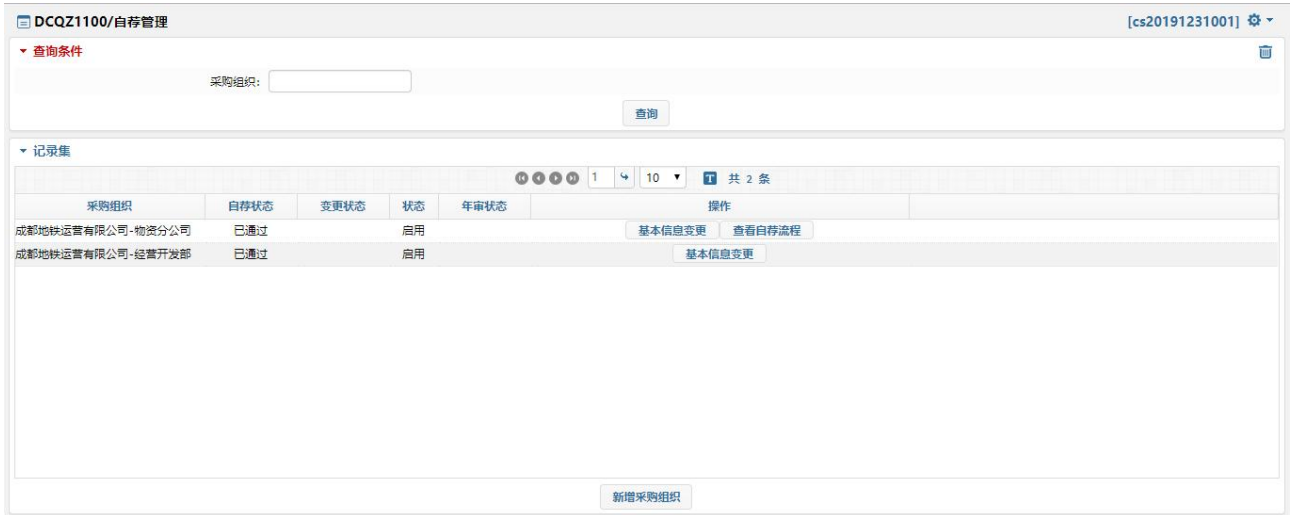 DCQZ1100/自荐管理 [cs20191231001]
查询条件
采购组织:
查询
记录集
1 10 T 共 2 条
采购组织 自荐状态 变更状态 状态 年审状态 操作
成都地铁运营有限公司-物资分公司 已通过 启用 基本信息变更 查看自荐流程
成都地铁运营有限公司-经营开发部 已通过 启用 基本信息变更
新增采购组织